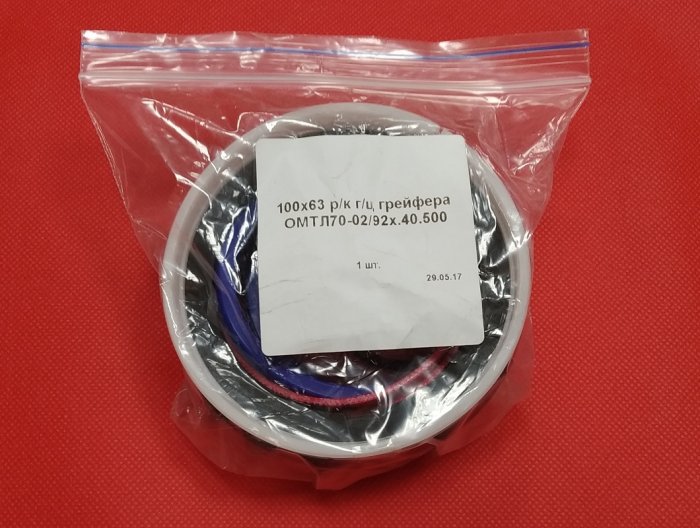 100х63 р/к г/ц грейфера
ОМТЛ70-02/92х.40.500
1 шт.
29.05.17